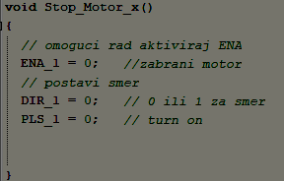 void Stop_Motor_x()
{
// omoguci rad aktiviraj ENA
ENA_1 = 0; //zabrani motor
// postavi smer
DIR_1 = 0; // 0 ili 1 za smer
PLS_1 = 0; // turn on
}